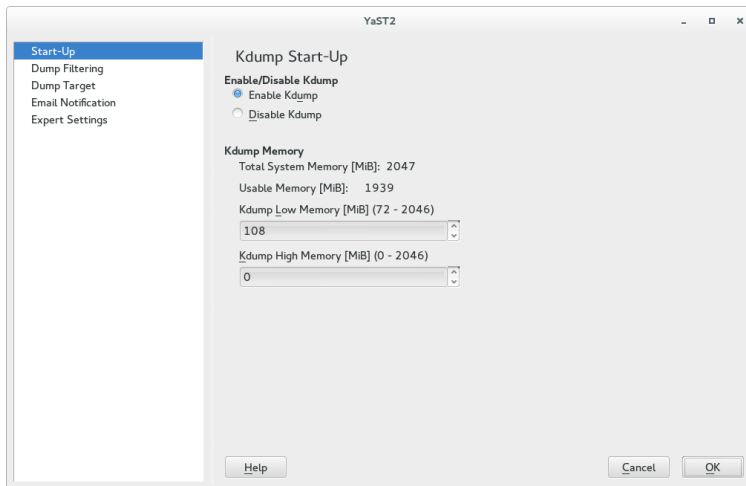 YaST2
Start-Up
Dump Filtering
Dump Target
Email Notification
Expert Settings
Kdump Start-Up
Enable/Disable Kdump
Enable Kdump
Disable Kdump
Kdump Memory
Total System Memory [MiB]: 2047
Usable Memory [MiB]: 1939
Kdump Low Memory [MiB] (72 - 2046)
108
Kdump High Memory [MiB] (0 - 2046)
0
Help
Cancel
OK